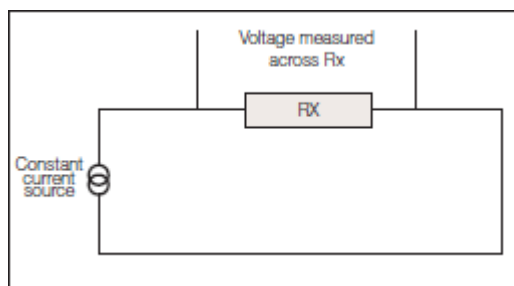 Voltage measured
across Rx
RX
Constant
current
source